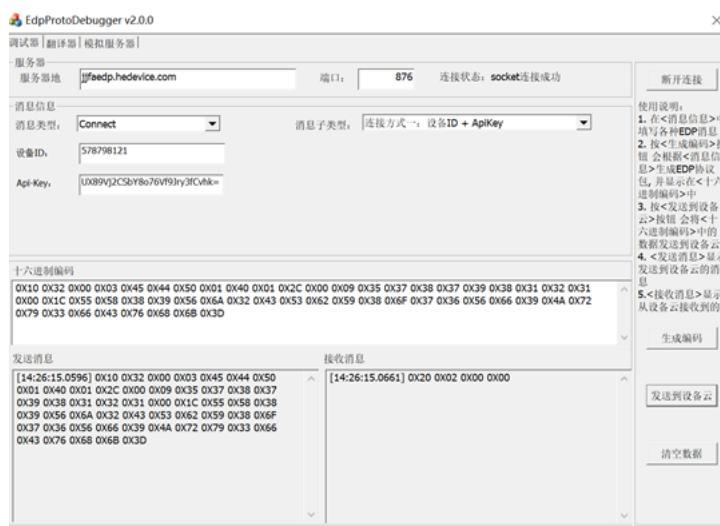 EdpProtoDebugger v2.0.0
调试器 翻译器 模拟服务器
服务器
服务器地 jjfaedp.hedevice.com 端口: 876 连接状态: socket连接成功
断开连接
消息信息
消息类型: Connect 消息子类型: 连接方式一: 设备ID + ApiKey
设备ID: 578798121
Api-Key: UX89Vj2CSbY8o76Vf9Jry3fCvhk=
使用说明:
1. 在<消息信息>中
填写各种EDP消息
2. 按<生成编码>按
钮 会根据<消息信
息>生成EDP协议
包, 并显示在<十六
进制编码>中
3. 按<发送到设备
云>按钮 会将<十
六进制编码>中的
数据发送到设备云
4. <发送消息>显示
发送到设备云的消
息
5.<接收消息>显示
从设备云接收到的
十六进制编码
0X10 0X32 0X00 0X03 0X45 0X44 0X50 0X01 0X40 0X01 0X2C 0X00 0X09 0X35 0X37 0X38 0X37 0X39 0X38 0X31 0X32 0X31
0X00 0X1C 0X55 0X58 0X38 0X39 0X56 0X6A 0X32 0X43 0X53 0X62 0X59 0X38 0X6F 0X37 0X36 0X56 0X66 0X39 0X4A 0X72
0X79 0X33 0X66 0X43 0X76 0X68 0X6B 0X3D
生成编码
发送到设备云
清空数据
发送消息
[14:26:15.0596] 0X10 0X32 0X00 0X03 0X45 0X44 0X50
0X01 0X40 0X01 0X2C 0X00 0X09 0X35 0X37 0X38 0X37
0X39 0X38 0X31 0X32 0X31 0X00 0X1C 0X55 0X58 0X38
0X39 0X56 0X6A 0X32 0X43 0X53 0X62 0X59 0X38 0X6F
0X37 0X36 0X56 0X66 0X39 0X4A 0X72 0X79 0X33 0X66
0X43 0X76 0X68 0X6B 0X3D
接收消息
[14:26:15.0661] 0X20 0X02 0X00 0X00